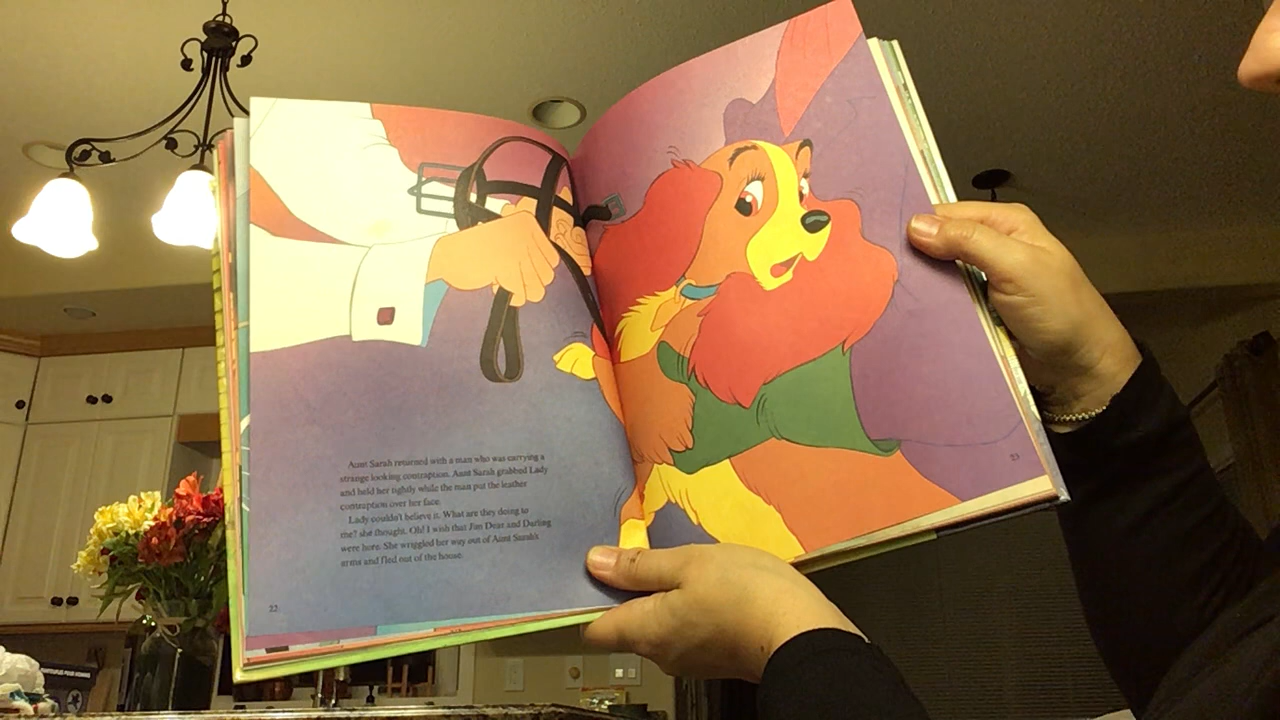 Aunt Sarah returned with a man who was carrying a
strange looking contraption. Aunt Sarah grabbed Lady
and held her tightly while the man put the leather
contraption over her face.
Lady couldn't believe it. What are they doing to
me? she thought. Oh! I wish that Jim Dear and Darling
were here. She wriggled her way out of Aunt Sarah's
arms and fled out of the house.
22
23